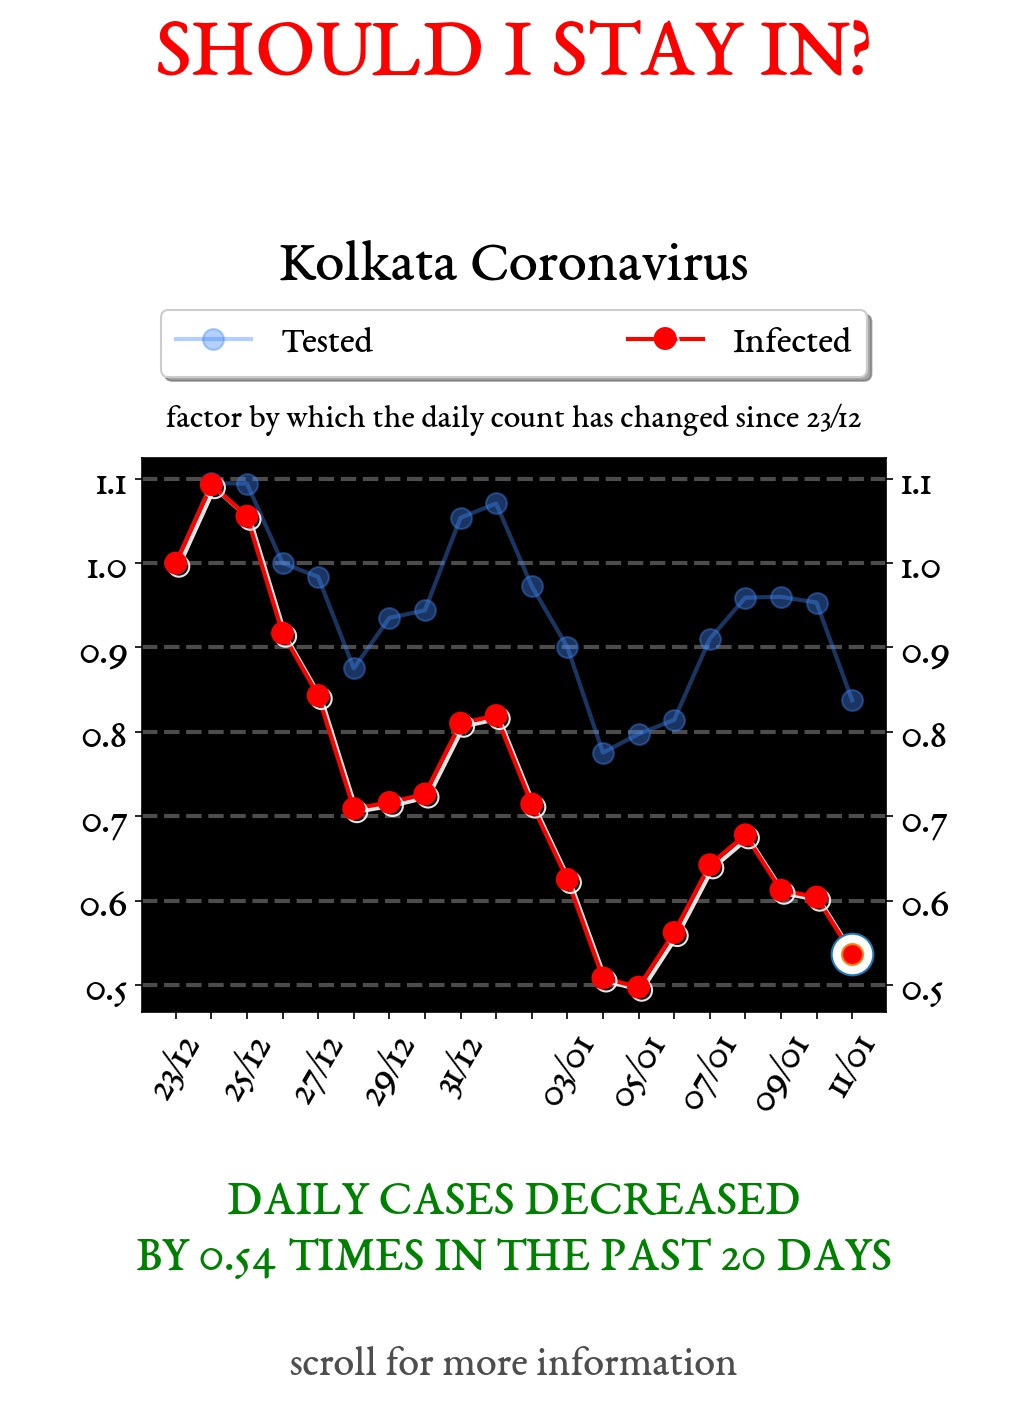 SHOULD I STAY IN?
Kolkata Coronavirus
Tested Infected
factor by which the daily count has changed since 23/12
1.1 1.1
1.0 1.0
0.9 0.9
0.8 0.8
0.7 0.7
0.6 0.6
0.5 0.5
23/12 25/12 27/12 29/12 31/12 03/01 05/01 07/01 09/01 11/01
DAILY CASES DECREASED
BY 0.54 TIMES IN THE PAST 20 DAYS
scroll for more information